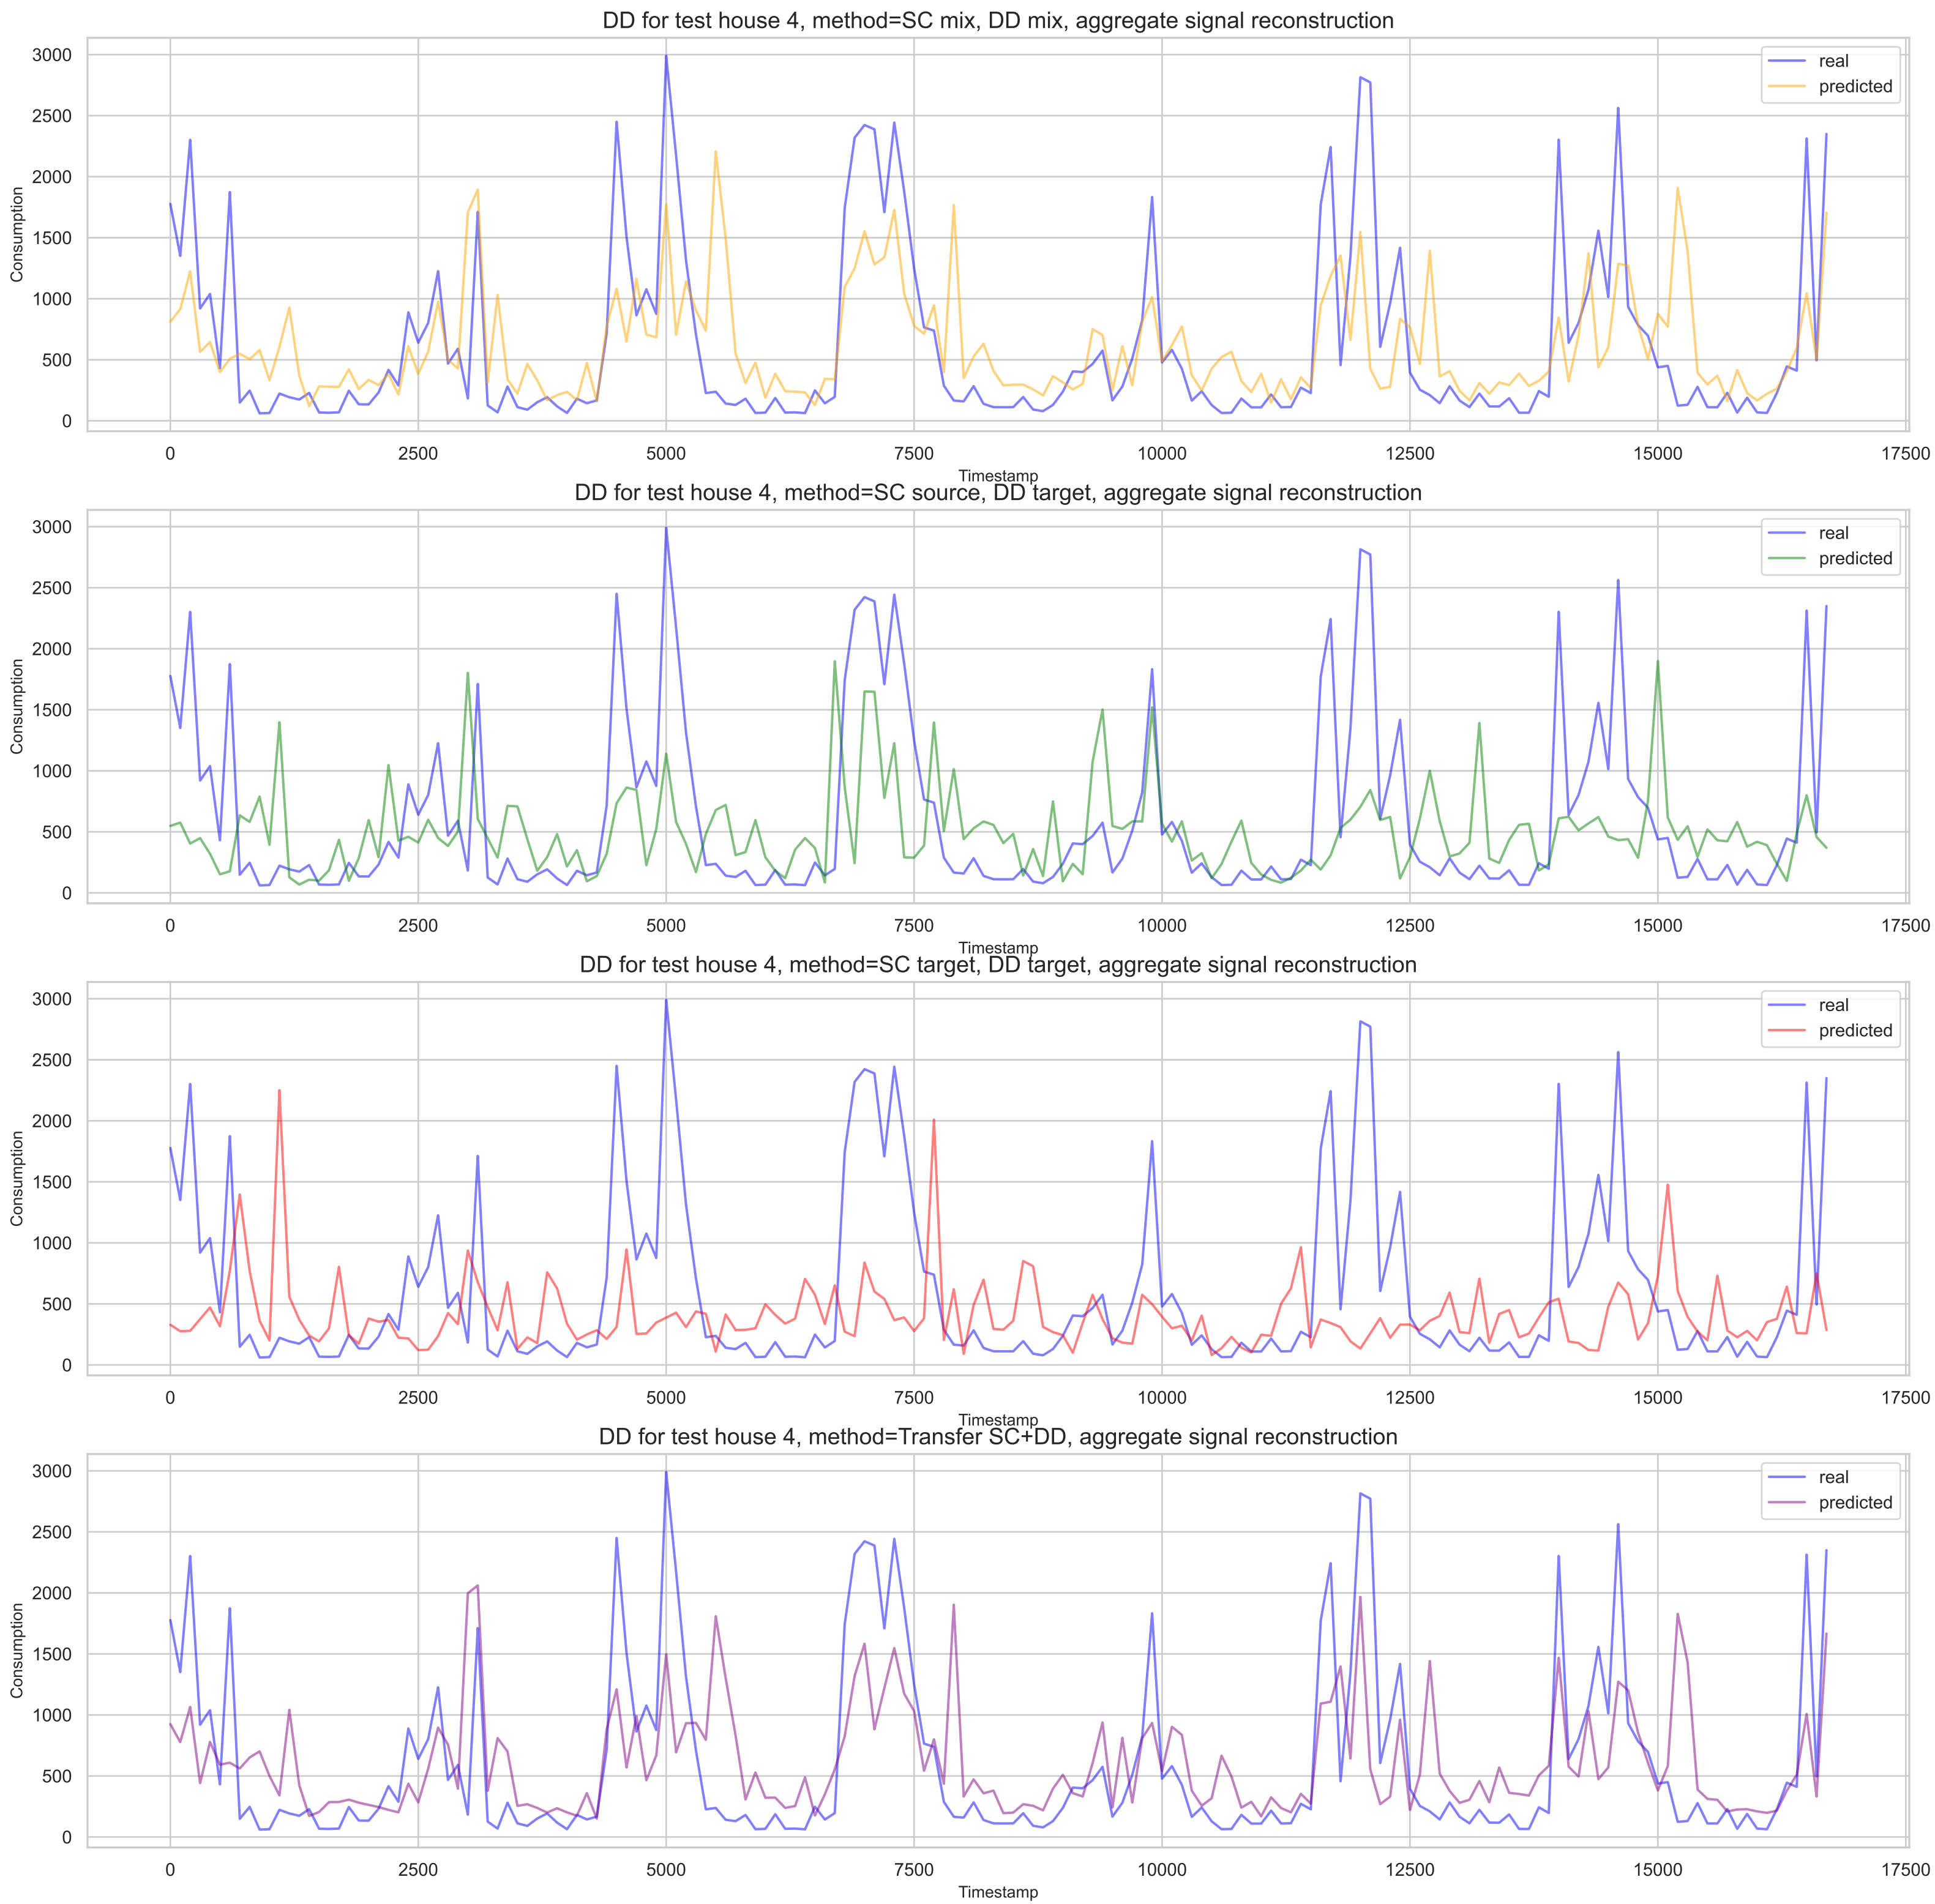 DD for test house 4, method=SC mix, DD mix, aggregate signal reconstruction
3000
2500
2000
1500
1000
500
0
Consumption
real
predicted
0 2500 5000 7500 10000 12500 15000 17500
Timestamp
DD for test house 4, method=SC source, DD target, aggregate signal reconstruction
3000
2500
2000
1500
1000
500
0
Consumption
real
predicted
0 2500 5000 7500 10000 12500 15000 17500
Timestamp
DD for test house 4, method=SC target, DD target, aggregate signal reconstruction
3000
2500
2000
1500
1000
500
0
Consumption
real
predicted
0 2500 5000 7500 10000 12500 15000 17500
Timestamp
DD for test house 4, method=Transfer SC+DD, aggregate signal reconstruction
3000
2500
2000
1500
1000
500
0
Consumption
real
predicted
0 2500 5000 7500 10000 12500 15000 17500
Timestamp